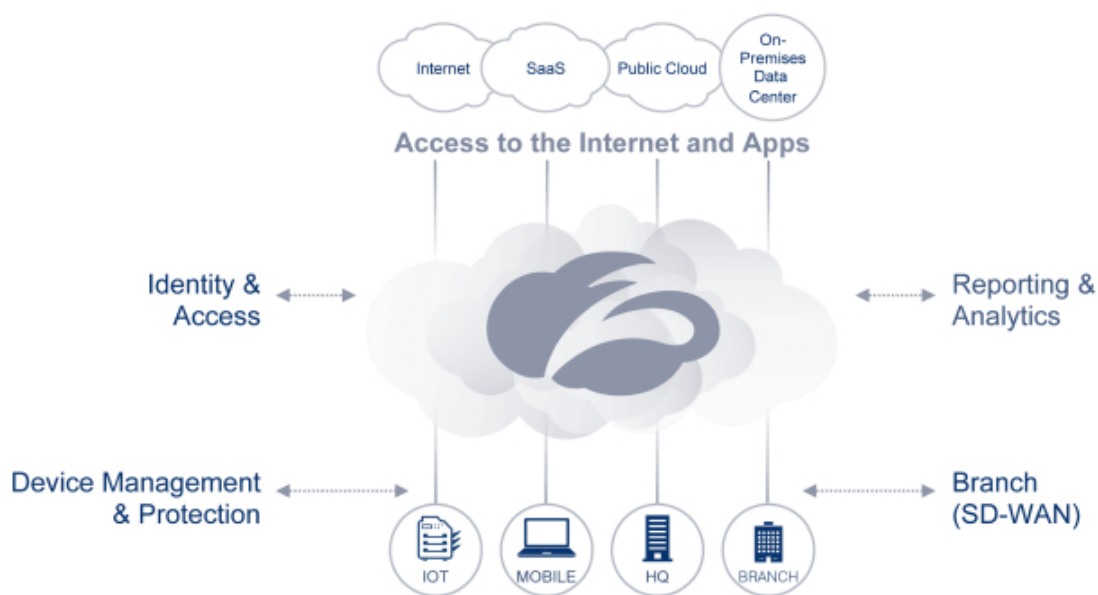 Internet
SaaS
Public Cloud
On-
Premises
Data
Center
Access to the Internet and Apps
Identity &
Access
Reporting &
Analytics
Device Management
& Protection
Branch
(SD-WAN)
IOT
MOBILE
HQ
BRANCH